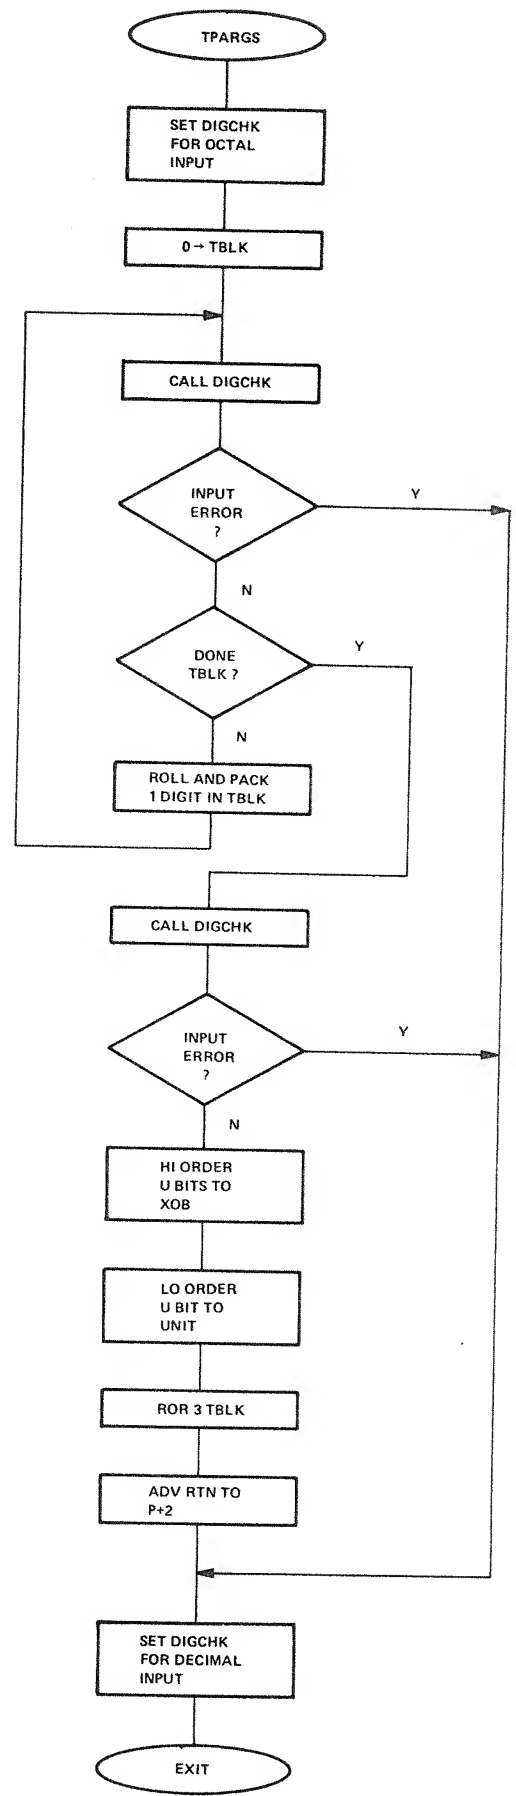 TPARGS
SET DIGCHK
FOR OCTAL
INPUT
0→ TBLK
CALL DIGCHK
INPUT
ERROR
?
Y
N
DONE
TBLK ?
Y
N
ROLL AND PACK
1 DIGIT IN TBLK
CALL DIGCHK
INPUT
ERROR
?
Y
N
HI ORDER
U BITS TO
XOB
LO ORDER
U BIT TO
UNIT
ROR 3 TBLK
ADV RTN TO
P+2
SET DIGCHK
FOR DECIMAL
INPUT
EXIT